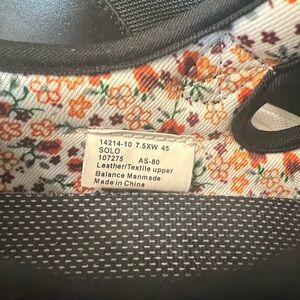 14214-10 7.5XW 45
SOLO
107275 AS-80
Leather/Textile upper
Balance Manmade
Made in China